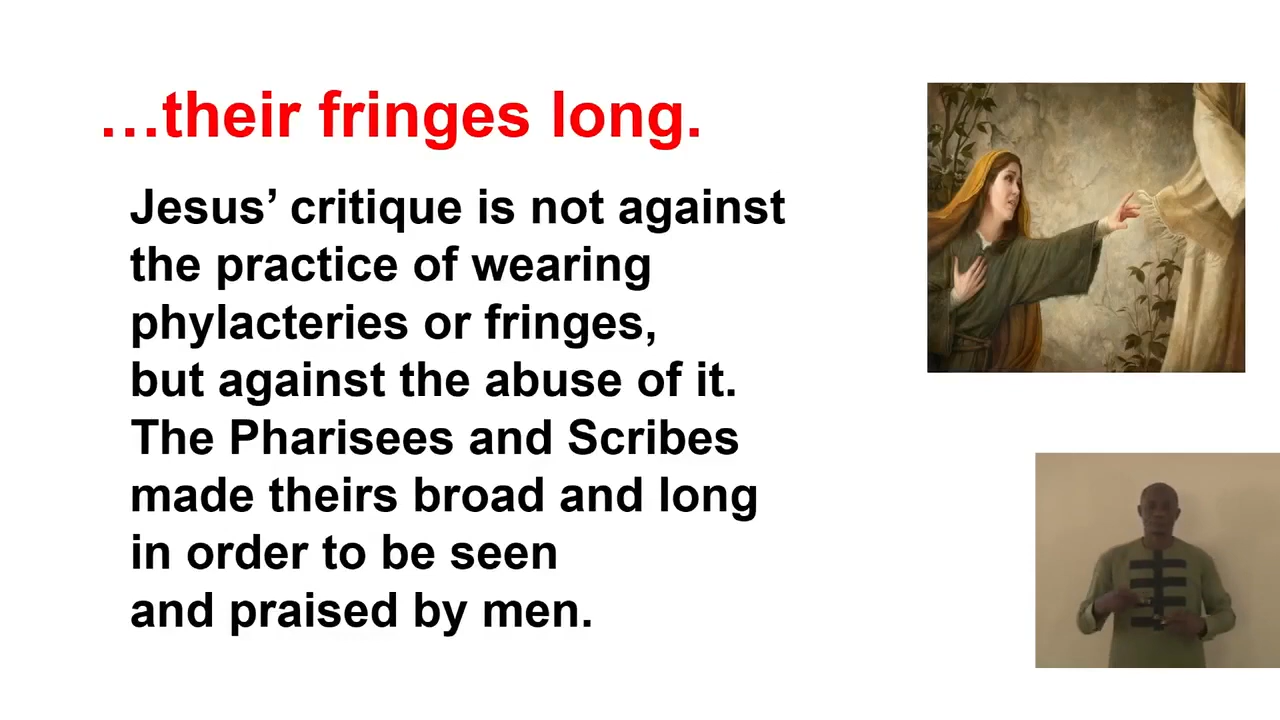 …their fringes long.
Jesus’ critique is not against
the practice of wearing
phylacteries or fringes,
but against the abuse of it.
The Pharisees and Scribes
made theirs broad and long
in order to be seen
and praised by men.